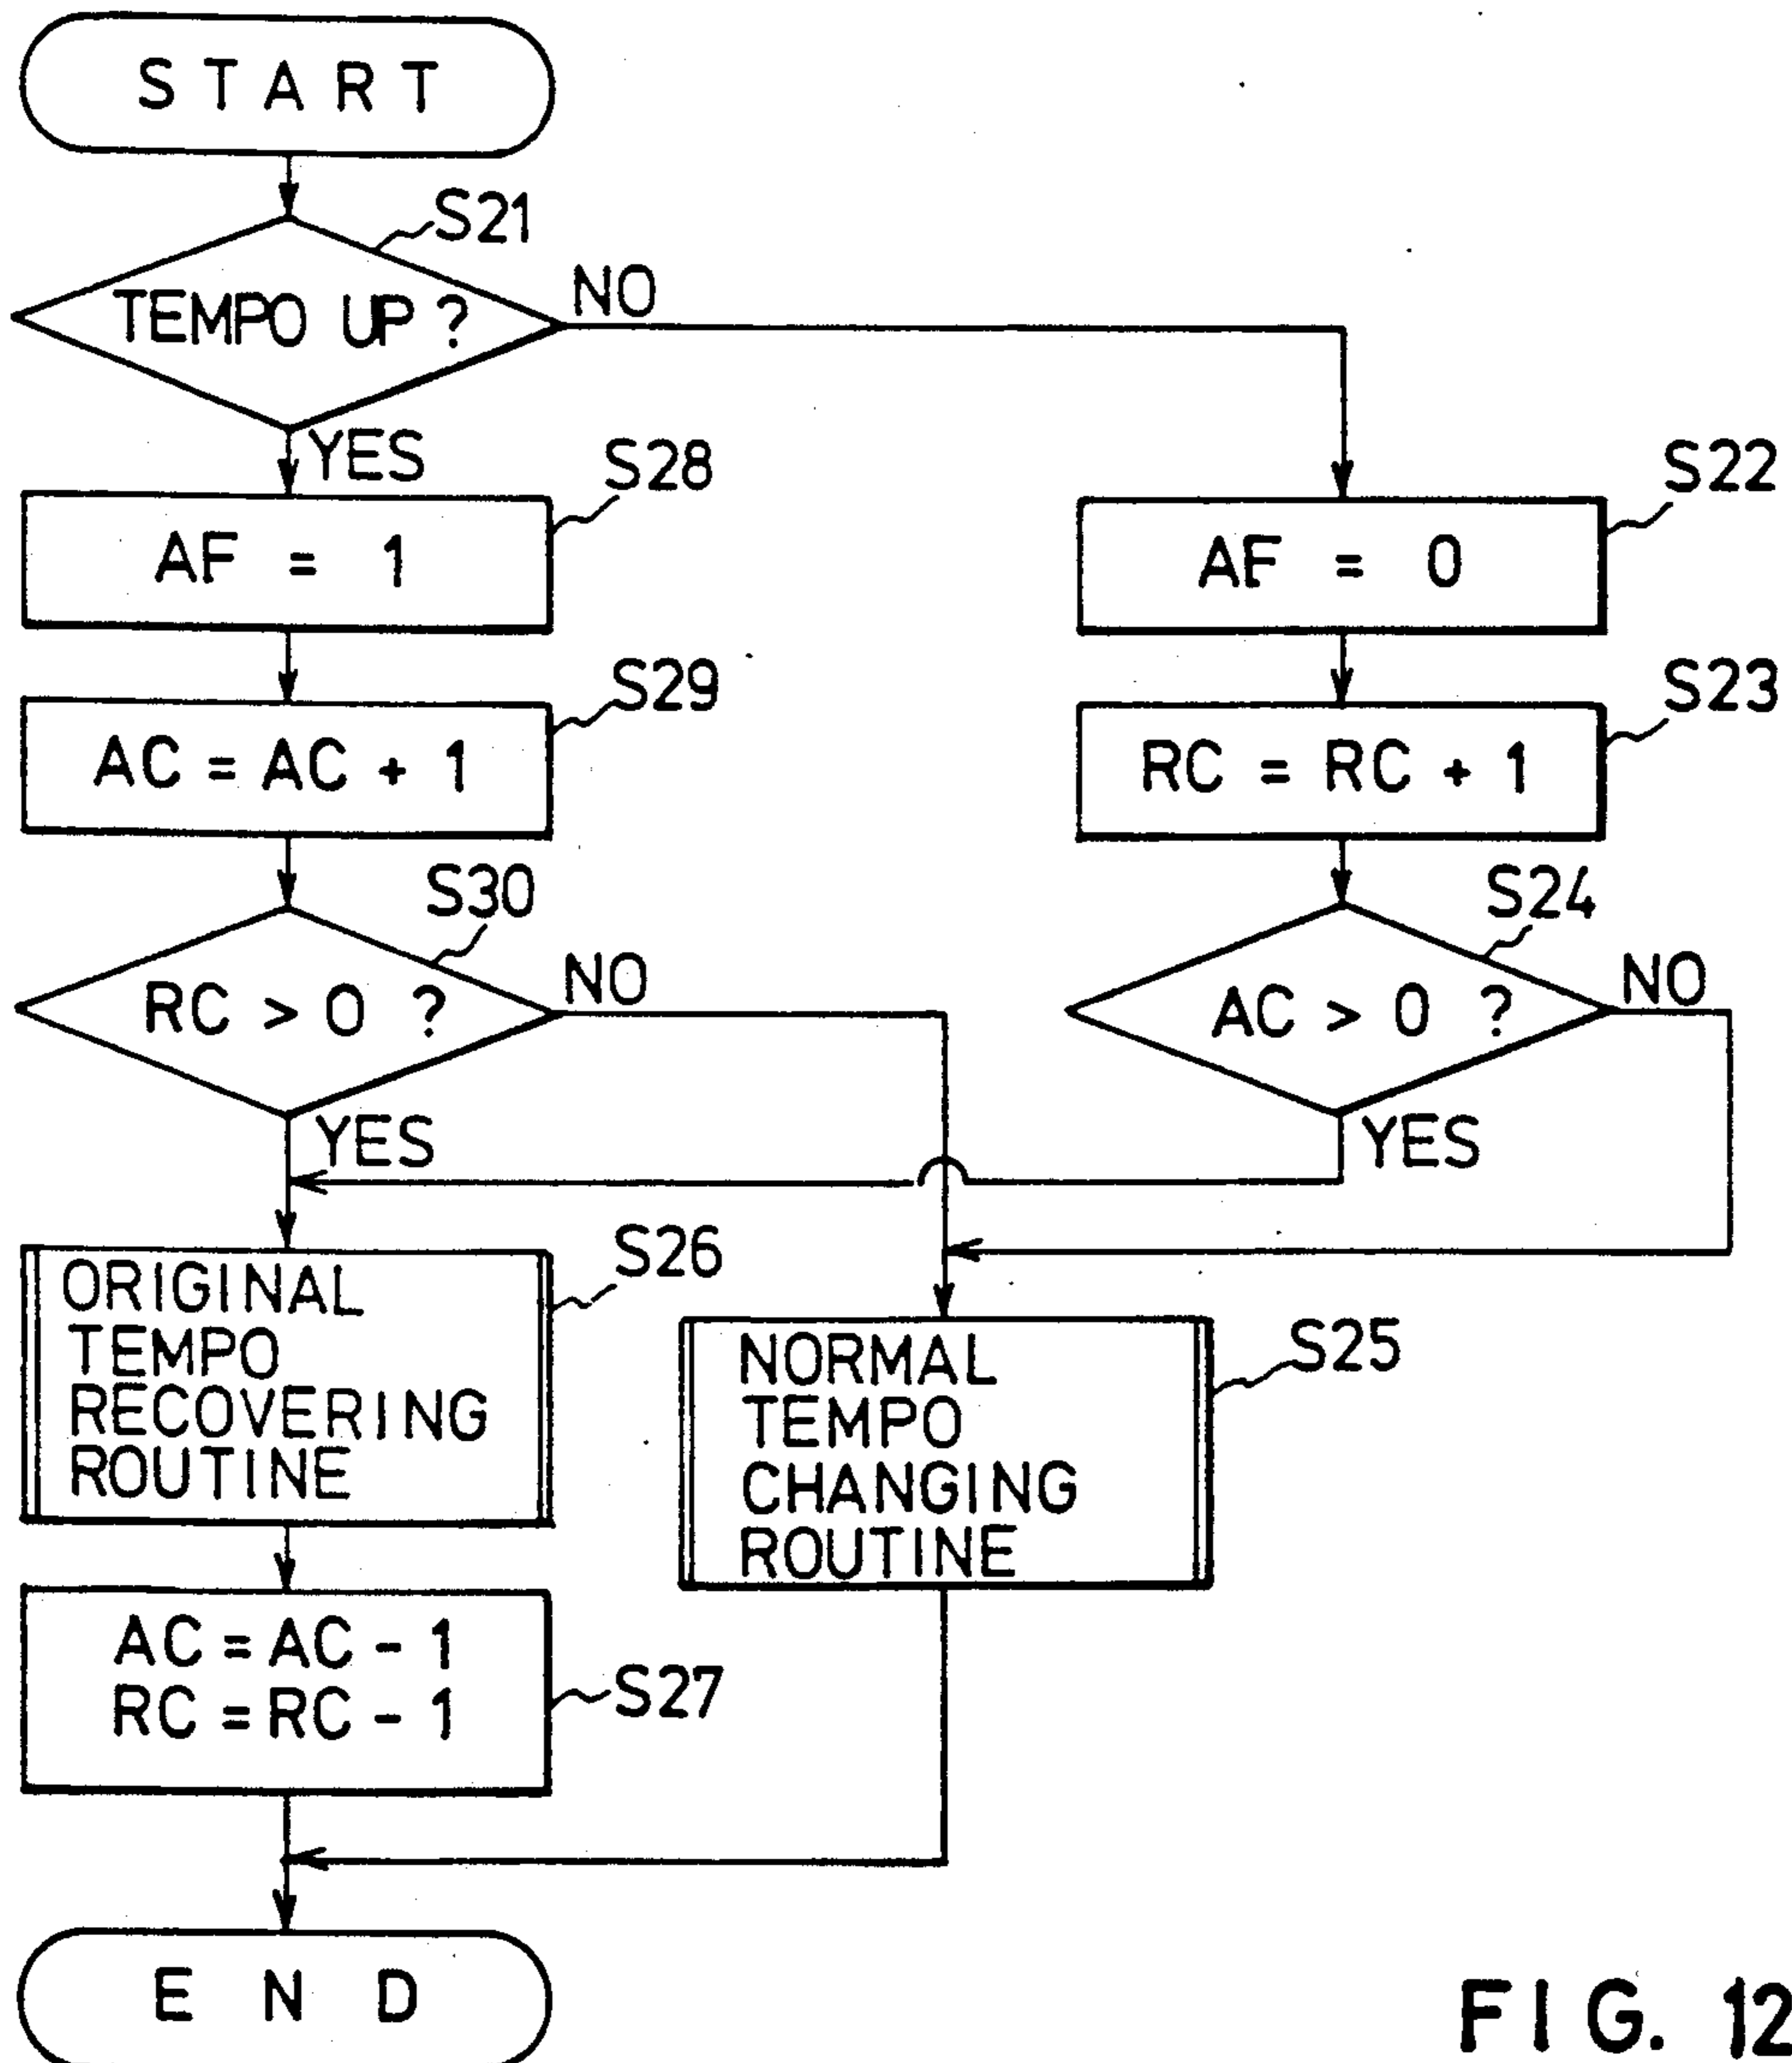 START
S21
TEMPO UP ?
NO
YES
S28
AF = 1
S22
AF = 0
S29
AC = AC + 1
S23
RC = RC + 1
S30
RC > 0 ?
NO
YES
S24
AC > 0 ?
NO
YES
S26
ORIGINAL
TEMPO
RECOVERING
ROUTINE
S25
NORMAL
TEMPO
CHANGING
ROUTINE
AC = AC - 1
RC = RC - 1
S27
END
FIG. 12